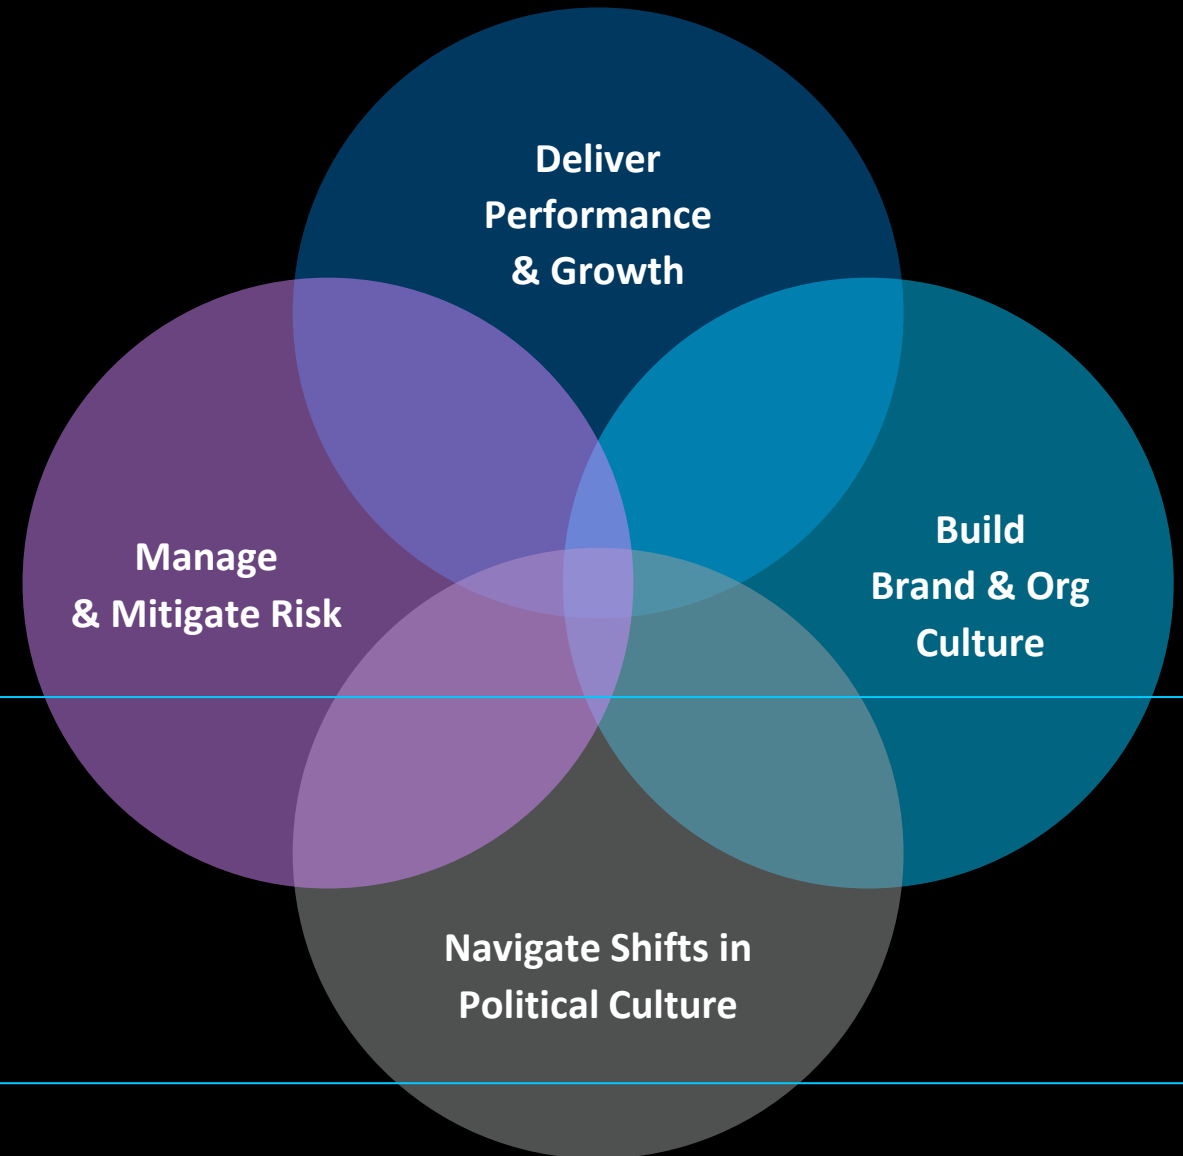 Deliver
Performance
& Growth
Manage
& Mitigate Risk
Build
Brand & Org
Culture
Navigate Shifts in
Political Culture